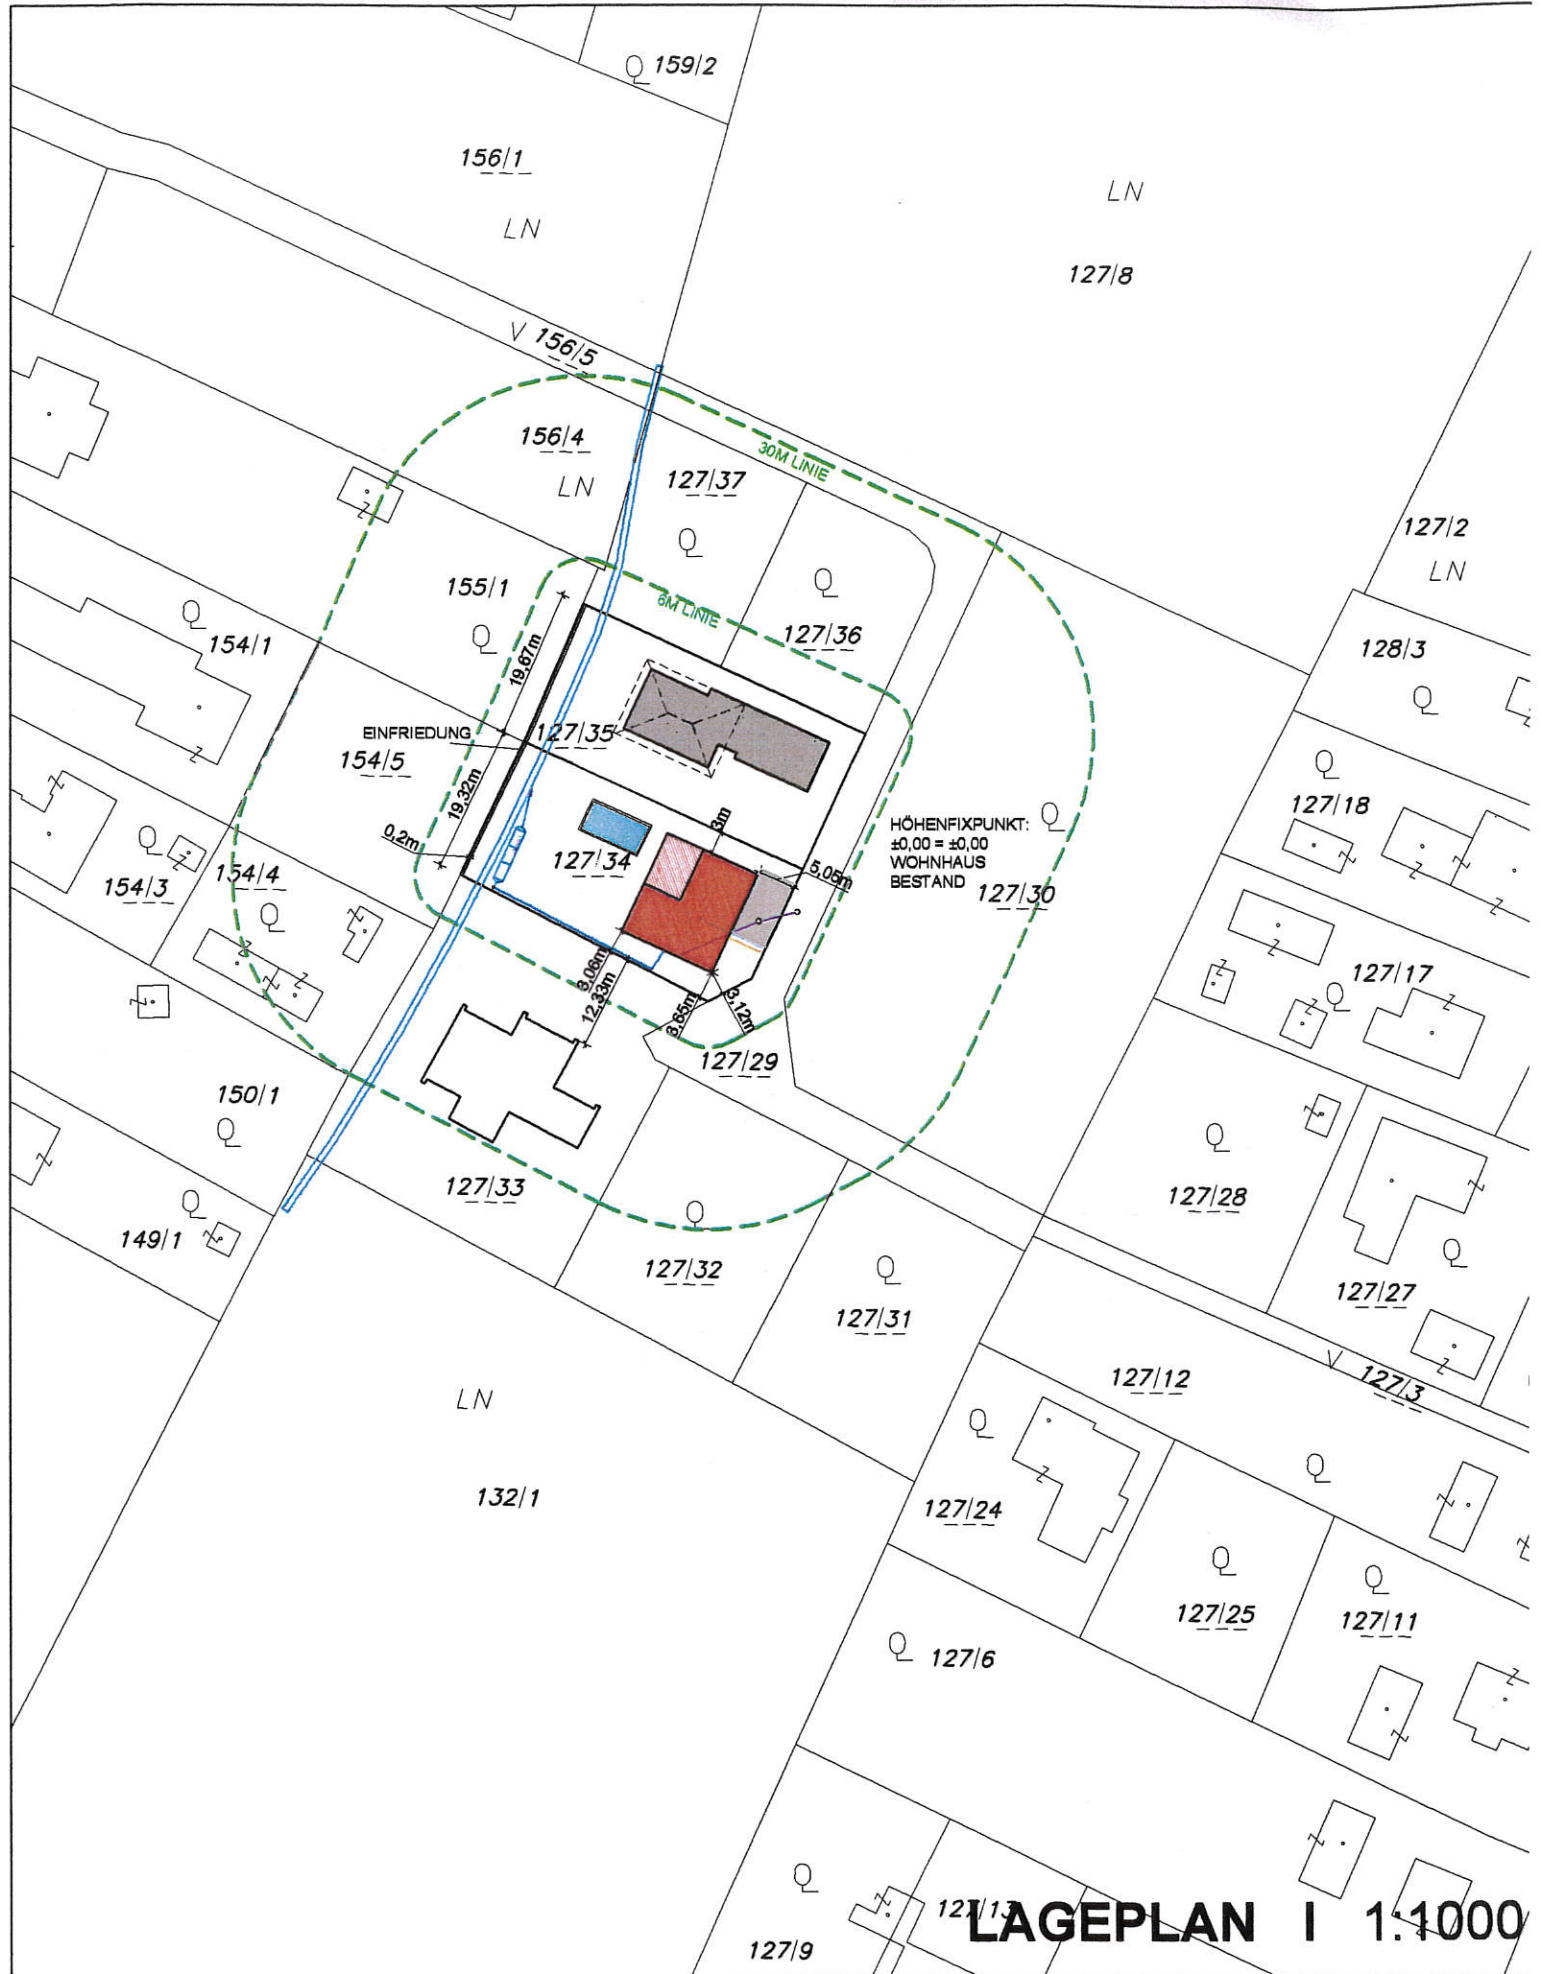 Q 159/2
156/1
LN
LN
127/8
V 156/5
156/4
LN
30M LINIE
127/37
Q
127/2
LN
155/1
Q
6M LINIE
Q
127/36
128/3
Q
Q
154/1
19,67m
EINFRIEDUNG
127/35
154/5
19,32m
Q
127/18
0,2m
3m
HÖHENFIXPUNKT:
±0,00 = ±0,00
WOHNHAUS
BESTAND
Q
127/30
127/34
5,05m
Q
154/3
154/4
Q
127/17
Q
3,06m
12,33m
3,65m
3,12m
127/29
150/1
Q
Q
127/28
127/33
Q
149/1
Q
127/32
Q
127/31
Q
127/27
127/12
V 127/3
LN
Q
Q
132/1
127/24
Q
127/25
Q
127/11
Q 127/6
Q
127/13
LAGEPLAN I 1:1000
127/9